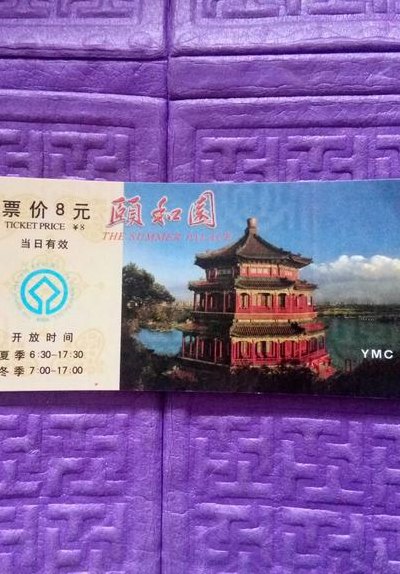 票价8元
TICKET PRICE ¥8
当日有效
开放时间
夏季 6:30-17:30
冬季 7:00-17:00
颐和园
THE SUMMER PALACE
YMC